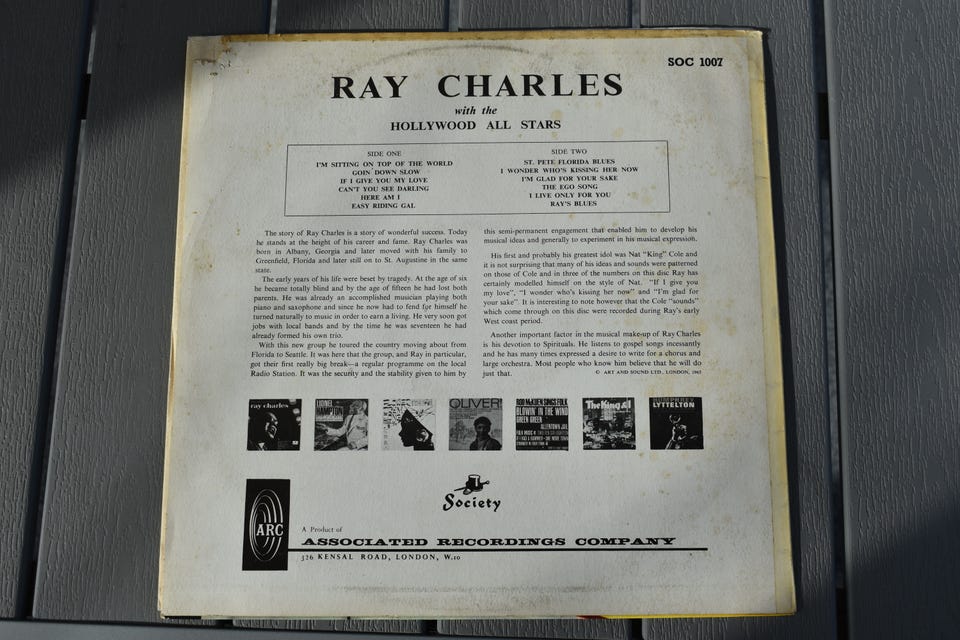 SOC 1007
RAY CHARLES
with the
HOLLYWOOD ALL STARS
SIDE ONE
I'M SITTING ON TOP OF THE WORLD
GOIN DOWN SLOW
IF I GIVE YOU MY LOVE
CAN'T YOU SEE DARLING
HERE AM I
EASY RIDING GAL
SIDE TWO
ST. PETE FLORIDA BLUES
I WONDER WHO'S KISSING HER NOW
I'M GLAD FOR YOUR SAKE
THE EGO SONG
I LIVE ONLY FOR YOU
RAY'S BLUES
The story of Ray Charles is a story of wonderful success. Today
he stands at the height of his career and fame. Ray Charles was
born in Albany, Georgia and later moved with his family to
Greenfield, Florida and later still on to St. Augustine in the same
state.
The early years of his life were beset by tragedy. At the age of six
he became totally blind and by the age of fifteen he had lost both
parents. He was already an accomplished musician playing both
piano and saxophone and since he now had to fend for himself he
turned naturally to music in order to earn a living. He very soon got
jobs with local bands and by the time he was seventeen he had
already formed his own trio.
With this new group he toured the country moving about from
Florida to Seattle. It was here that the group, and Ray in particular,
got their first really big break—a regular programme on the local
Radio Station. It was the security and the stability given to him by
this semi-permanent engagement that enabled him to develop his
musical ideas and generally to experiment in his musical expression.
His first and probably his greatest idol was Nat "King" Cole and
it is not surprising that many of his ideas and sounds were patterned
on those of Cole and in three of the numbers on this disc Ray has
certainly modelled himself on the style of Nat. "If I give you
my love", "I wonder who's kissing her now" and "I'm glad for
your sake". It is interesting to note however that the Cole "sounds"
which come through on this disc were recorded during Ray's early
West coast period.
Another important factor in the musical make-up of Ray Charles
is his devotion to Spirituals. He listens to gospel songs incessantly
and he has many times expressed a desire to write for a chorus and
large orchestra. Most people who know him believe that he will do
just that.
© ART AND SOUND LTD., LONDON, 1965
ray charles
LIONEL
HAMPTON
OLIVER!
BLOWIN' IN THE WIND
GREEN GREEN
ALLENTOWN JAIL
The King & I
HUMPHREY
LYTTELTON
Society
ARC
A Product of
ASSOCIATED RECORDINGS COMPANY
326 KENSAL ROAD, LONDON, W.10